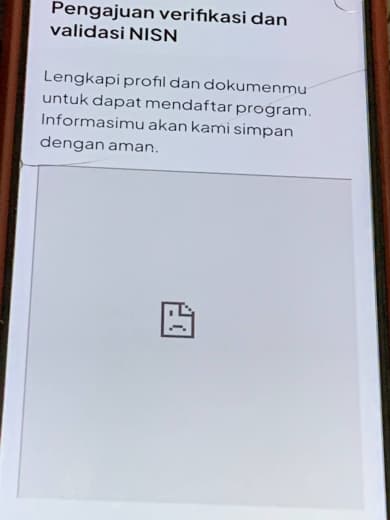 Pengajuan verifikasi dan
validasi NISN
Lengkapi profil dan dokumenmu
untuk dapat mendaftar program.
Informasimu akan kami simpan
dengan aman.